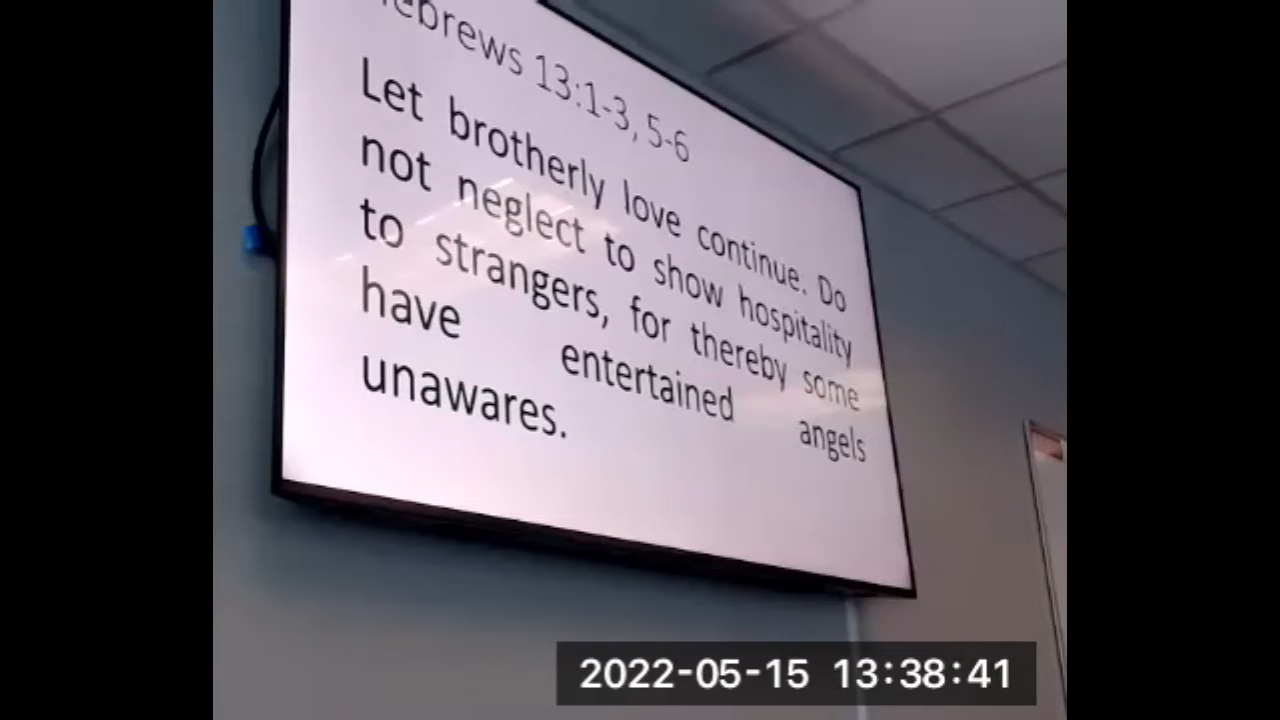 ebrews 13:1-3, 5-6
Let brotherly love continue. Do
not neglect to show hospitality
to strangers, for thereby some
have entertained angels
unawares.
2022-05-15 13:38:41